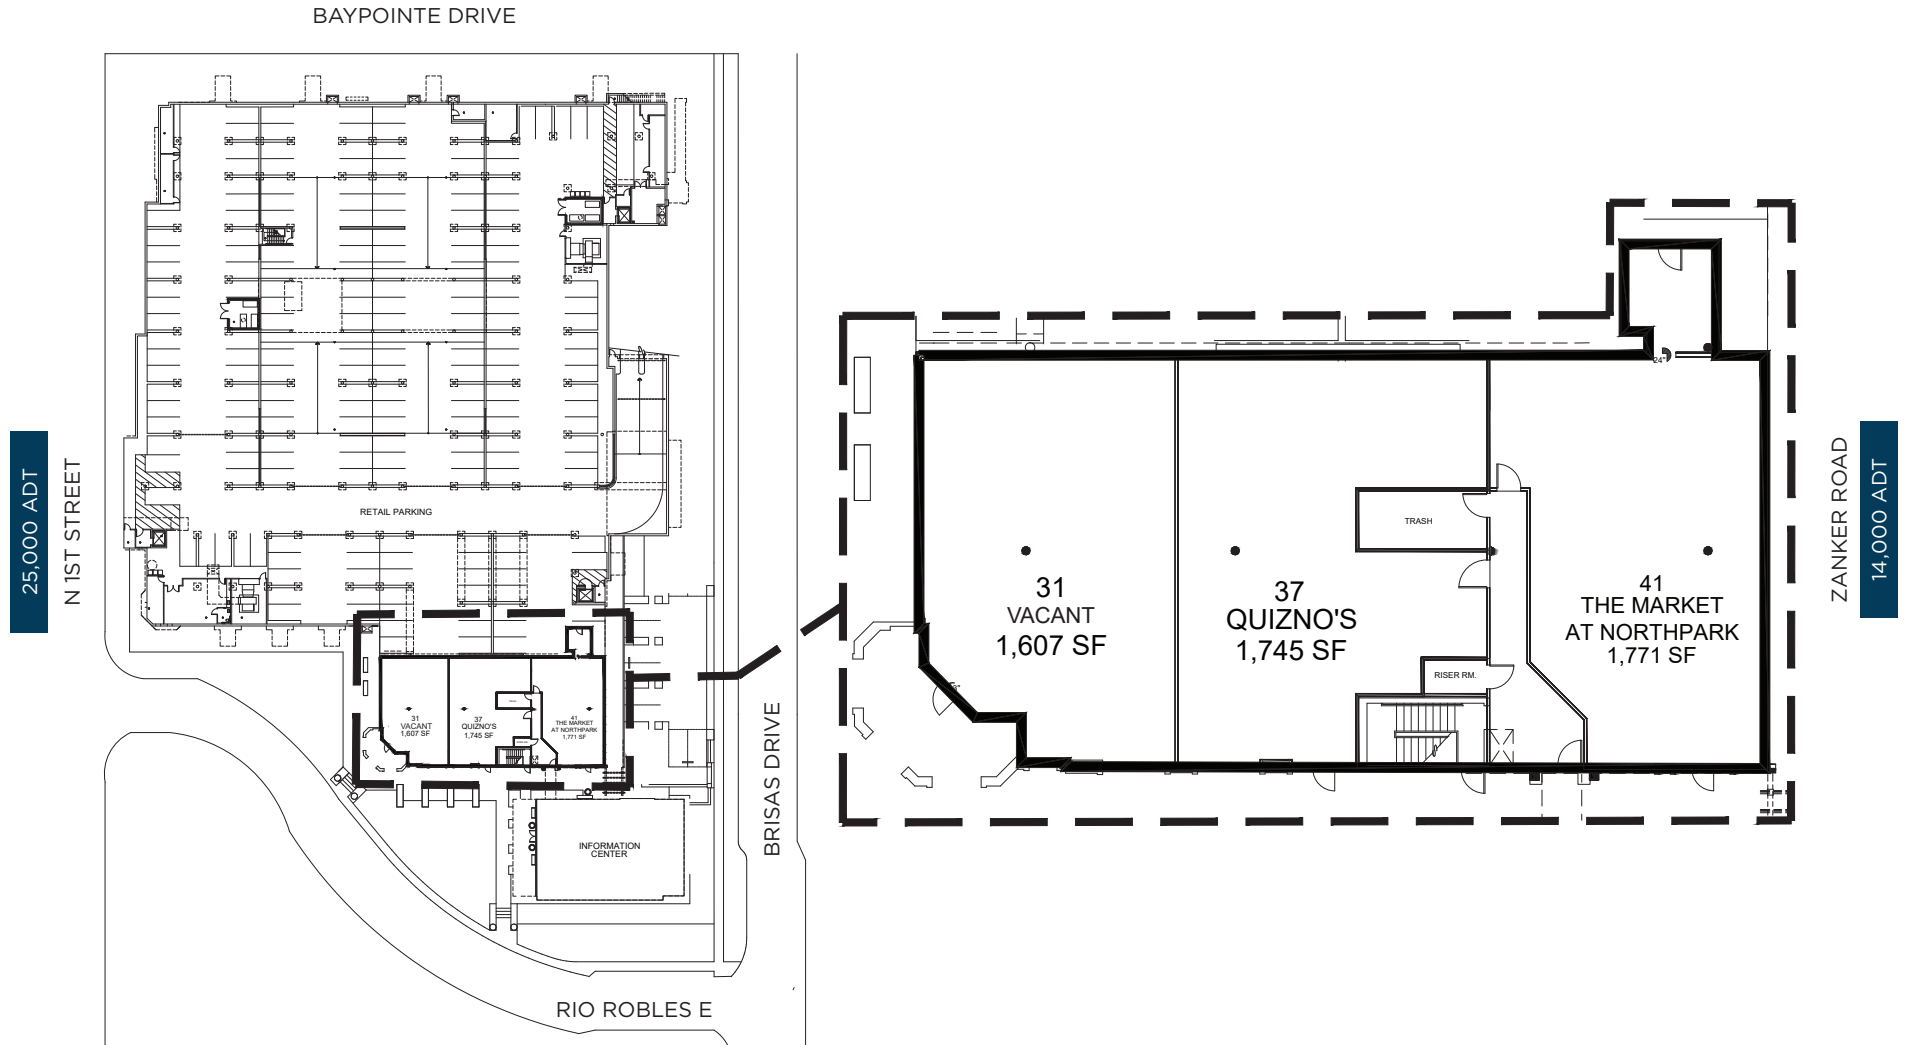 BAYPOINTE DRIVE
25,000 ADT
N 1ST STREET
RETAIL PARKING
31
VACANT
1,607 SF
37
QUIZNO'S
1,745 SF
41
THE MARKET
AT NORTHPARK
1,771 SF
INFORMATION
CENTER
BRISAS DRIVE
RIO ROBLES E
24"
TRASH
31
VACANT
1,607 SF
37
QUIZNO'S
1,745 SF
41
THE MARKET
AT NORTHPARK
1,771 SF
RISER RM.
ZANKER ROAD
14,000 ADT